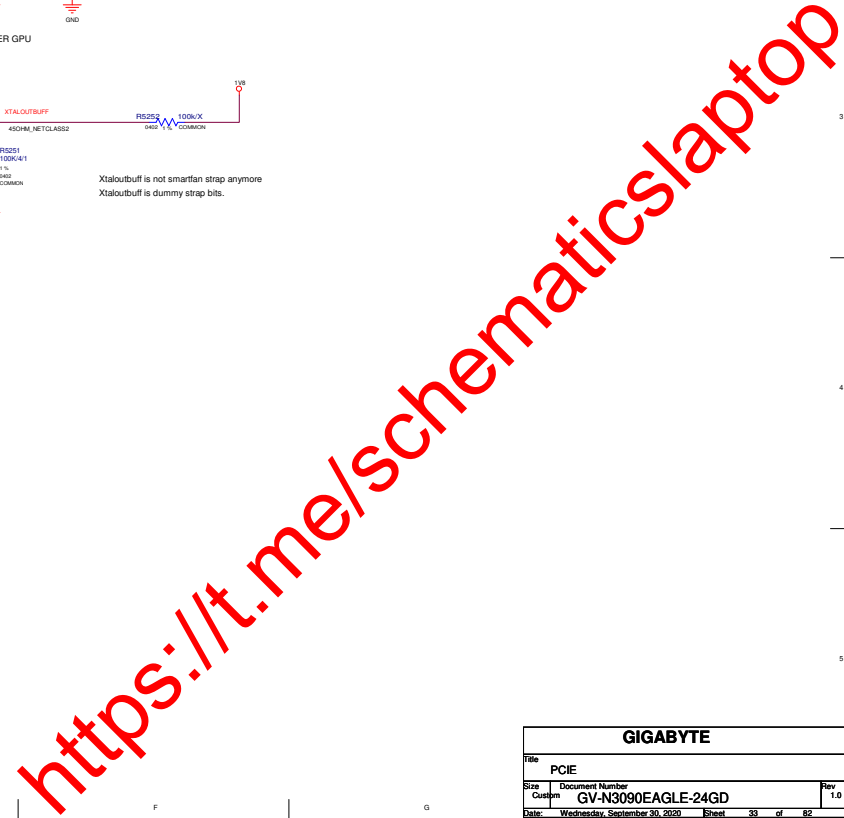 GND
ER GPU
1V8
XTALOUTBUFF
R5252 100k/X
45OHM_NETCLASS2
0402 1 % COMMON
R5251
100K/4/1
1 %
0402
COMMON
Xtaloutbuff is not smartfan strap anymore
Xtaloutbuff is dummy strap bits.
3
4
5
https://t.me/schematicslaptop
GIGABYTE
Title
PCIE
Size Document Number Rev
Custom GV-N3090EAGLE-24GD 1.0
Date: Wednesday, September 30, 2020 Sheet 33 of 82
F G